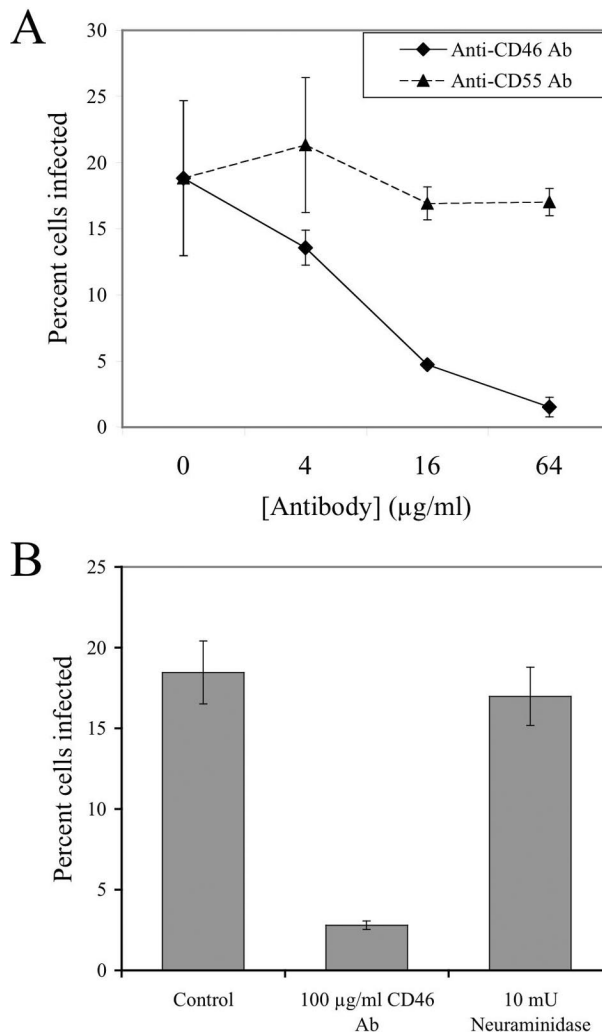 A
30
25
20
15
10
5
0
Percent cells infected
Anti-CD46 Ab
Anti-CD55 Ab
0 4 16 64
[Antibody] (µg/ml)
B
25
20
15
10
5
0
Percent cells infected
Control 100 µg/ml CD46 10 mU
Ab Neuraminidase